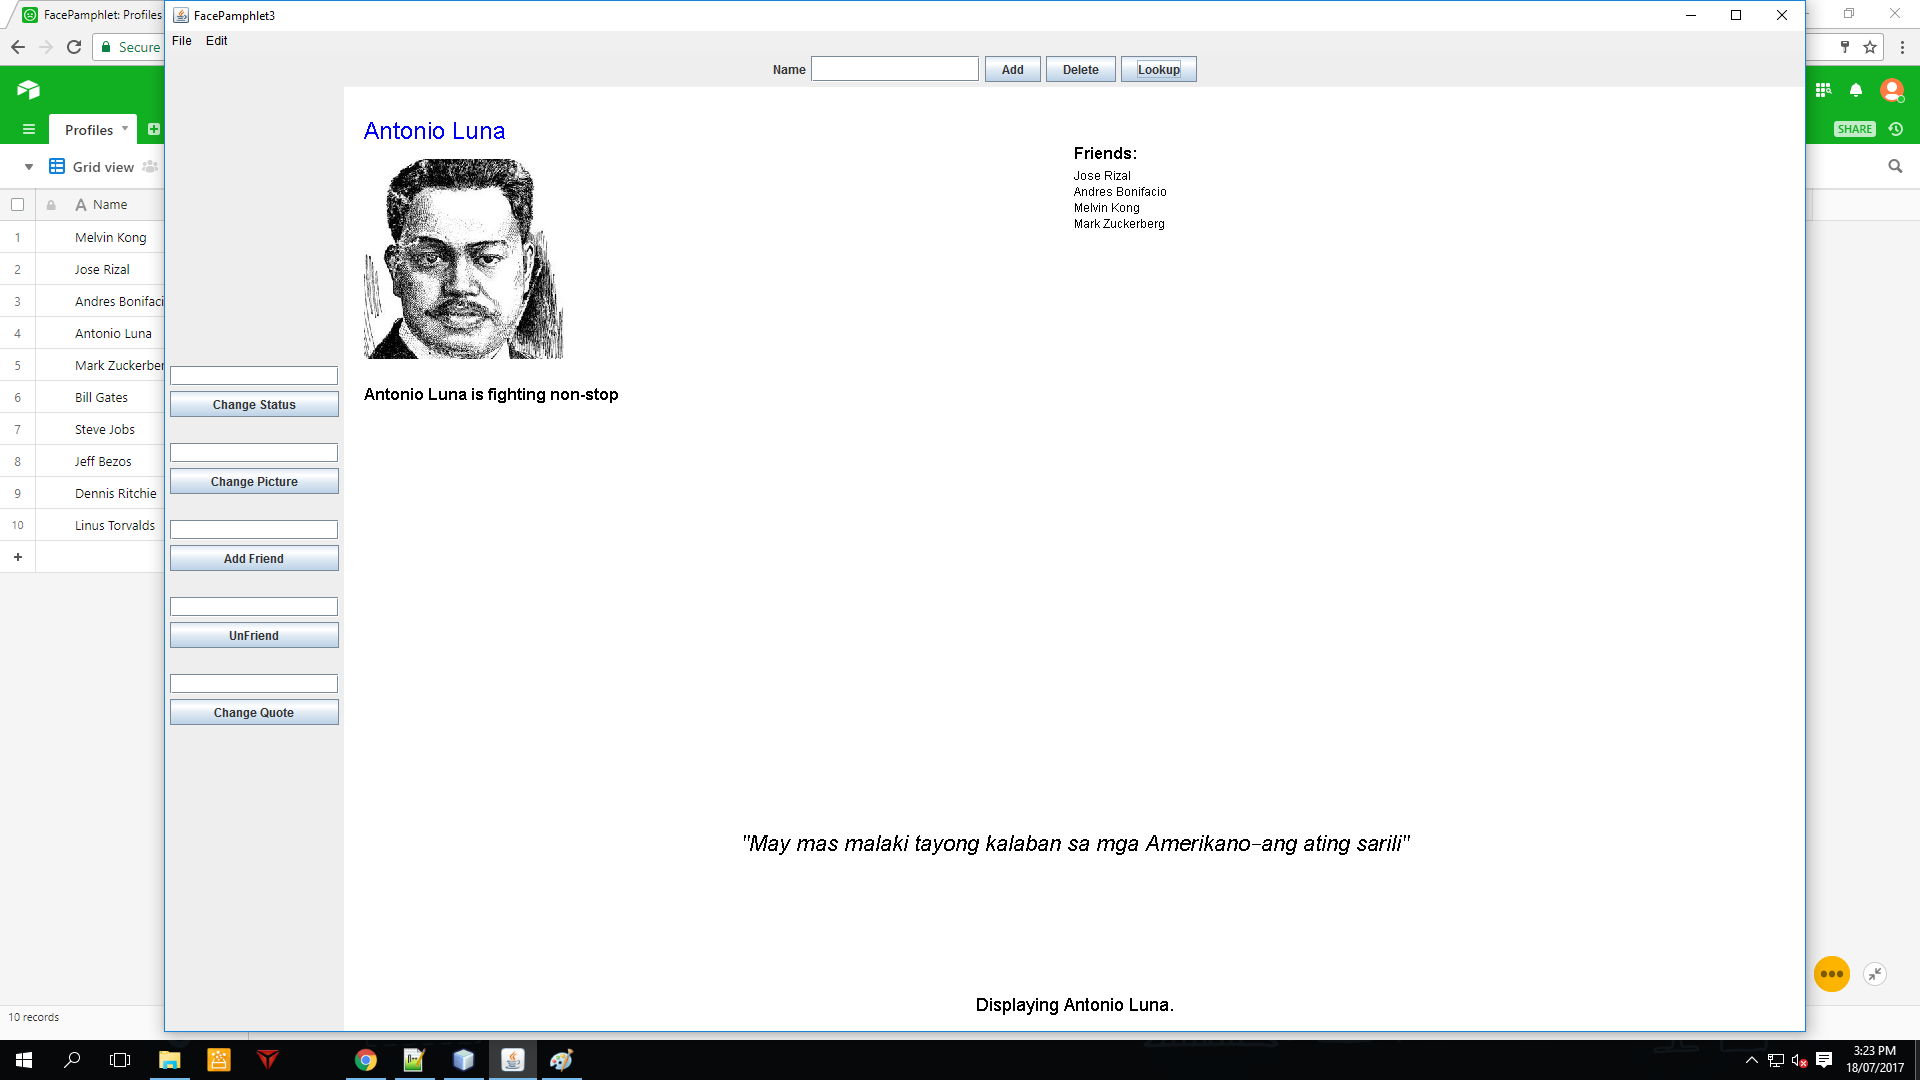 FacePamphlet: Profiles
FacePamphlet3
File Edit
Secure
Name
Add
Delete
Lookup
SHARE
Profiles
Grid view
Name
1 Melvin Kong
2 Jose Rizal
3 Andres Bonifaci
4 Antonio Luna
5 Mark Zuckerber
6 Bill Gates
7 Steve Jobs
8 Jeff Bezos
9 Dennis Ritchie
10 Linus Torvalds
+
10 records
Change Status
Change Picture
Add Friend
UnFriend
Change Quote
Antonio Luna
Antonio Luna is fighting non-stop
Friends:
Jose Rizal
Andres Bonifacio
Melvin Kong
Mark Zuckerberg
"May mas malaki tayong kalaban sa mga Amerikano–ang ating sarili"
Displaying Antonio Luna.
3:23 PM
18/07/2017